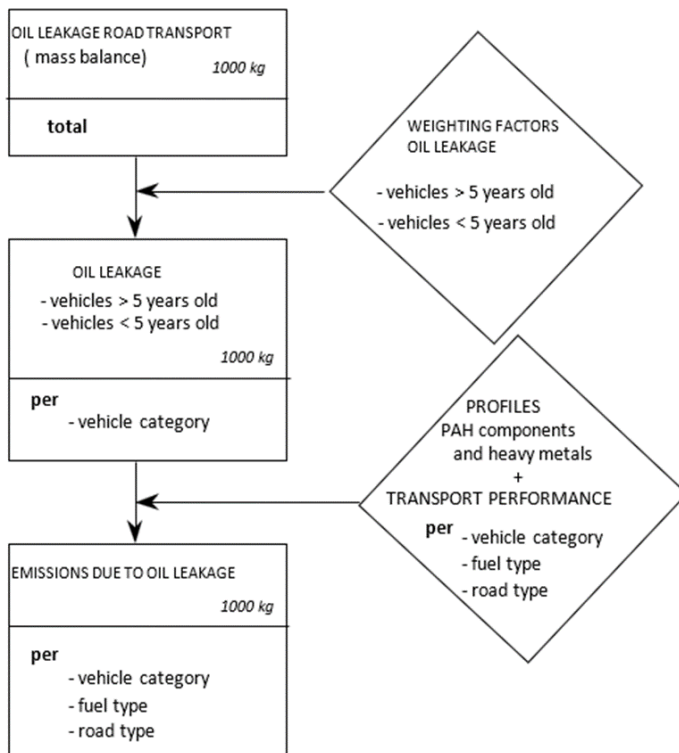 OIL LEAKAGE ROAD TRANSPORT
( mass balance)
1000 kg
total
WEIGHTING FACTORS
OIL LEAKAGE
- vehicles > 5 years old
- vehicles < 5 years old
OIL LEAKAGE
- vehicles > 5 years old
- vehicles < 5 years old
1000 kg
per
- vehicle category
PROFILES
PAH components
and heavy metals
+
TRANSPORT PERFORMANCE
per
- vehicle category
- fuel type
- road type
EMISSIONS DUE TO OIL LEAKAGE
1000 kg
per
- vehicle category
- fuel type
- road type